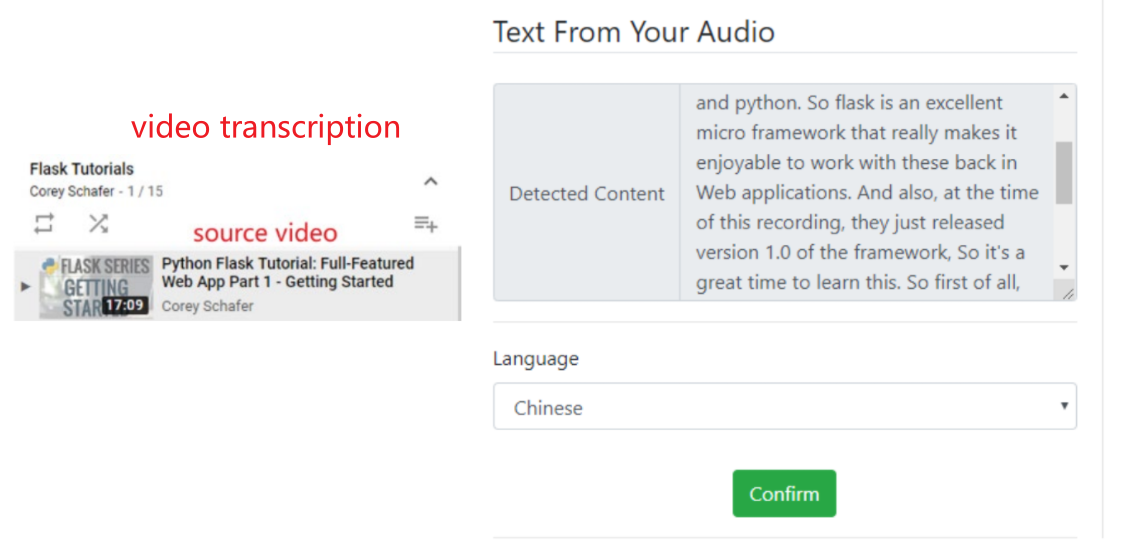 video transcription
Flask Tutorials
Corey Schafer - 1 / 15
source video
FLASK SERIES
GETTING
STAR
17:09
Python Flask Tutorial: Full-Featured
Web App Part 1 - Getting Started
Corey Schafer
Text From Your Audio
Detected Content
and python. So flask is an excellent
micro framework that really makes it
enjoyable to work with these back in
Web applications. And also, at the time
of this recording, they just released
version 1.0 of the framework, So it's a
great time to learn this. So first of all,
Language
Chinese
Confirm